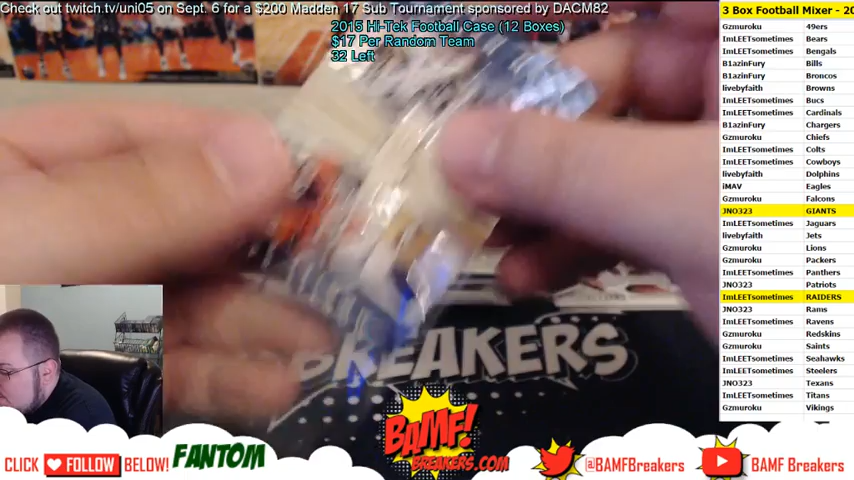 Check out twitch.tv/uni05 on Sept. 6 for a $200 Madden 17 Sub Tournament sponsored by DACM82
2015 Hi-Tek Football Case (12 Boxes)
$17 Per Random Team
32 Left
3 Box Football Mixer - 20
Gzmuroku 49ers
ImLEETsometimes Bears
ImLEETsometimes Bengals
B1azinFury Bills
B1azinFury Broncos
livebyfaith Browns
ImLEETsometimes Bucs
ImLEETsometimes Cardinals
B1azinFury Chargers
Gzmuroku Chiefs
ImLEETsometimes Colts
ImLEETsometimes Cowboys
livebyfaith Dolphins
iMAV Eagles
Gzmuroku Falcons
JNO323 GIANTS
ImLEETsometimes Jaguars
livebyfaith Jets
Gzmuroku Lions
Gzmuroku Packers
ImLEETsometimes Panthers
JNO323 Patriots
ImLEETsometimes RAIDERS
JNO323 Rams
ImLEETsometimes Ravens
Gzmuroku Redskins
Gzmuroku Saints
ImLEETsometimes Seahawks
ImLEETsometimes Steelers
JNO323 Texans
ImLEETsometimes Titans
Gzmuroku Vikings
BREAKERS
CLICK FOLLOW BELOW!
FANTOM
BAMF!
BREAKERS.COM
@BAMFBreakers
BAMF Breakers